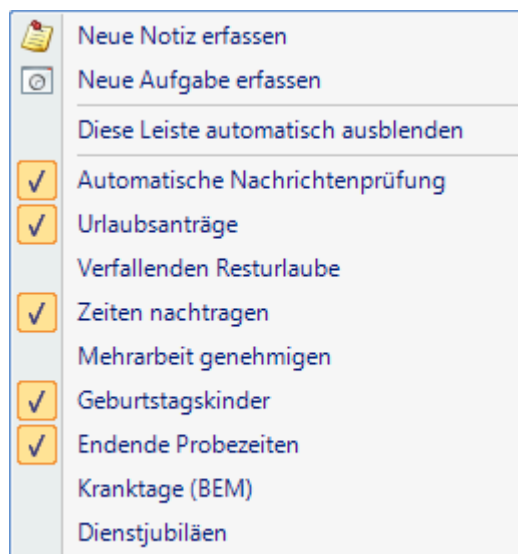 Neue Notiz erfassen
Neue Aufgabe erfassen
Diese Leiste automatisch ausblenden
Automatische Nachrichtenprüfung
Urlaubsanträge
Verfallenden Resturlaube
Zeiten nachtragen
Mehrarbeit genehmigen
Geburtstagskinder
Endende Probezeiten
Kranktage (BEM)
Dienstjubiläen